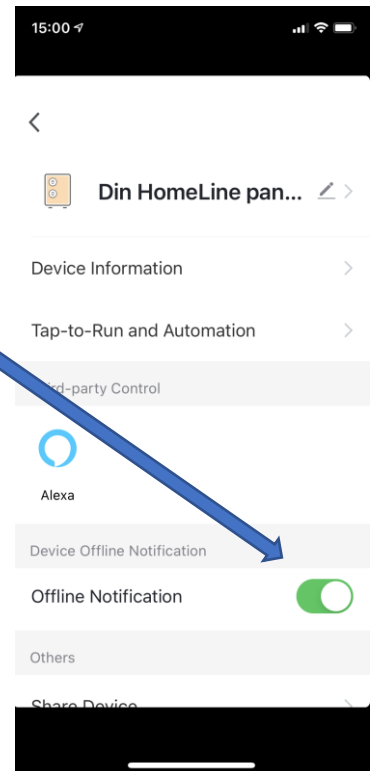 15:00
Din HomeLine pan...
Device Information
Tap-to-Run and Automation
Third-party Control
Alexa
Device Offline Notification
Offline Notification
Others
Share Device